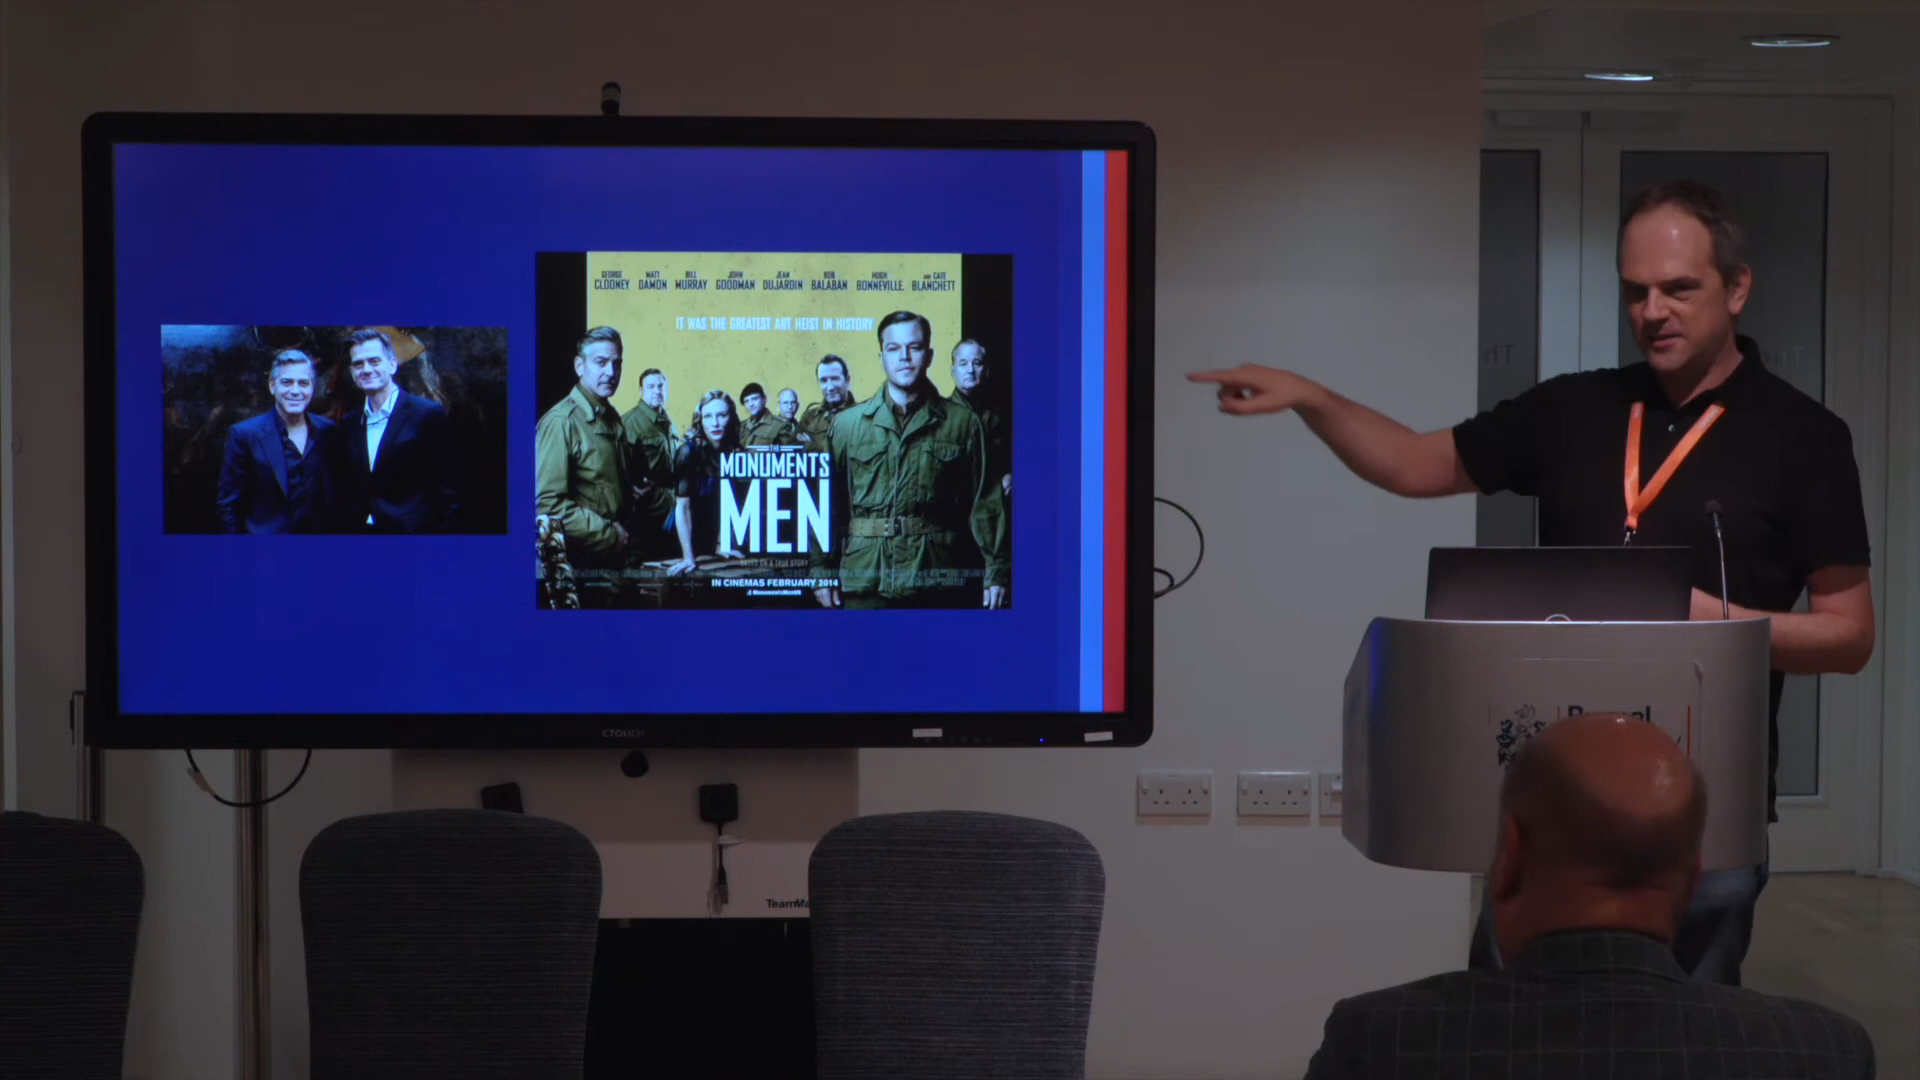 GEORGE CLOONEY
MATT DAMON
BILL MURRAY
JOHN GOODMAN
JEAN DUJARDIN
BOB BALABAN
HUGH BONNEVILLE
AND CATE BLANCHETT
IT WAS THE GREATEST ART HEIST IN HISTORY
THE
MONUMENTS
MEN
BASED ON A TRUE STORY
IN CINEMAS FEBRUARY 2014
CTOUCH